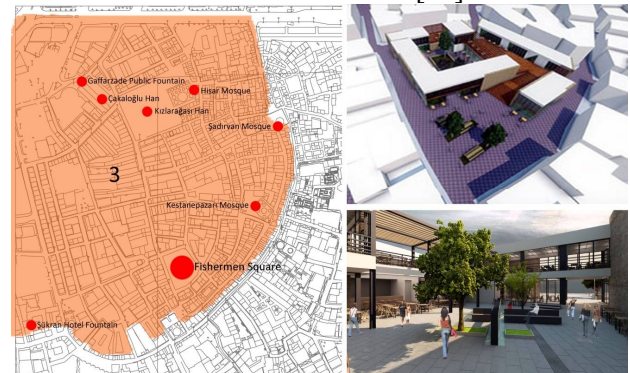 Gaffarzade Public Fountain
Hisar Mosque
Çakaloğlu Han
Kızlarağası Han
Şadırvan Mosque
3
Kestanepazarı Mosque
Fishermen Square
Şükran Hotel Fountain